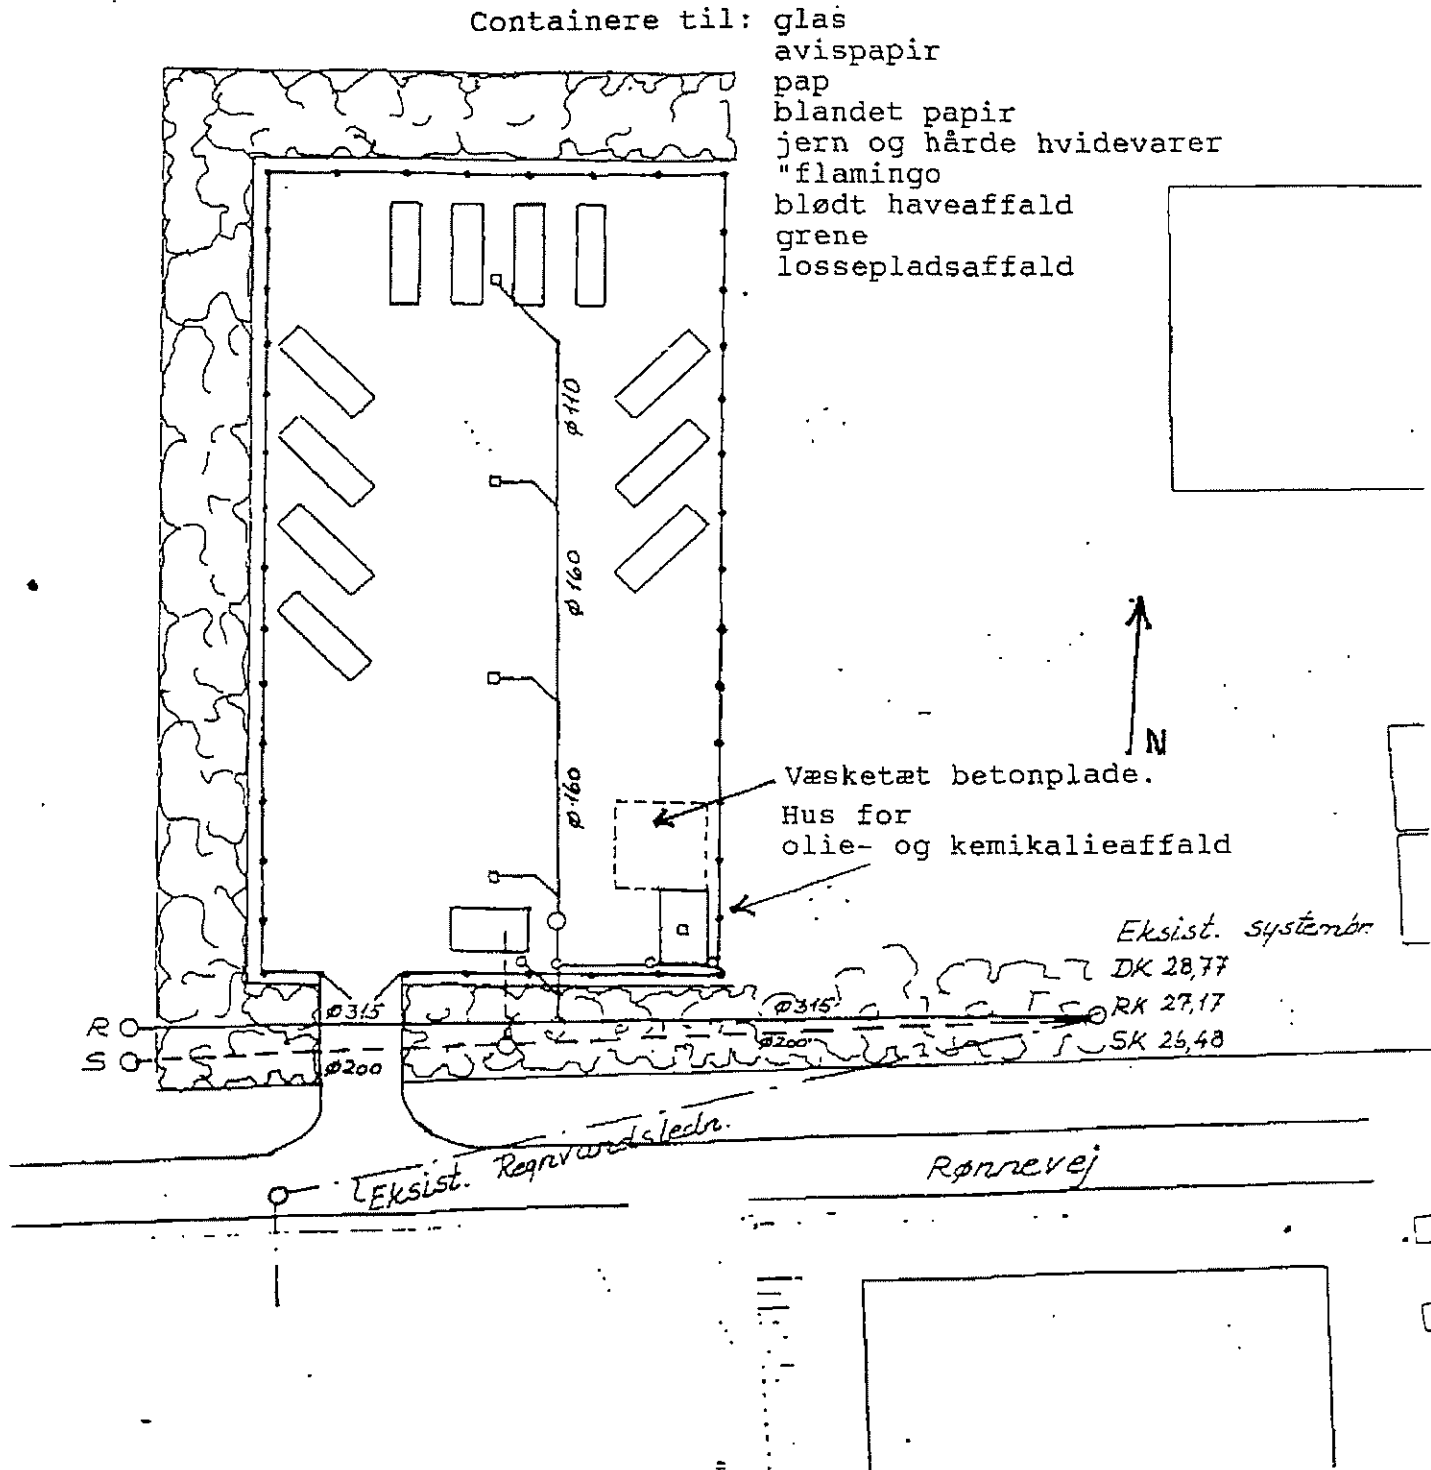 Containere til: glas
avispapir
pap
blandet papir
jern og hårde hvidevarer
"flamingo
blødt haveaffald
grene
lossepladsaffald
ø110
ø160
ø160
N
Væsketæt betonplade.
Hus for
olie- og kemikalieaffald
Eksist. systembr.
DK 28,77
RK 27,17
SK 26,48
R
S
ø315
ø315
ø200
ø200
Eksist. Regnvandsledn.
Rønnevej